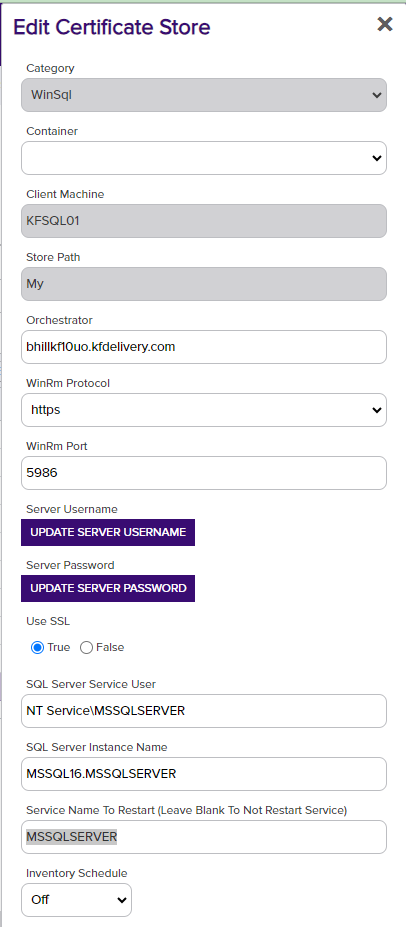 Edit Certificate Store
Category
WinSql
Container
Client Machine
KFSQL01
Store Path
My
Orchestrator
bhillkf10uo.kfdelivery.com
WinRm Protocol
https
WinRm Port
5986
Server Username
UPDATE SERVER USERNAME
Server Password
UPDATE SERVER PASSWORD
Use SSL
True False
SQL Server Service User
NT Service\MSSQLSERVER
SQL Server Instance Name
MSSQL16.MSSQLSERVER
Service Name To Restart (Leave Blank To Not Restart Service)
MSSQLSERVER
Inventory Schedule
Off